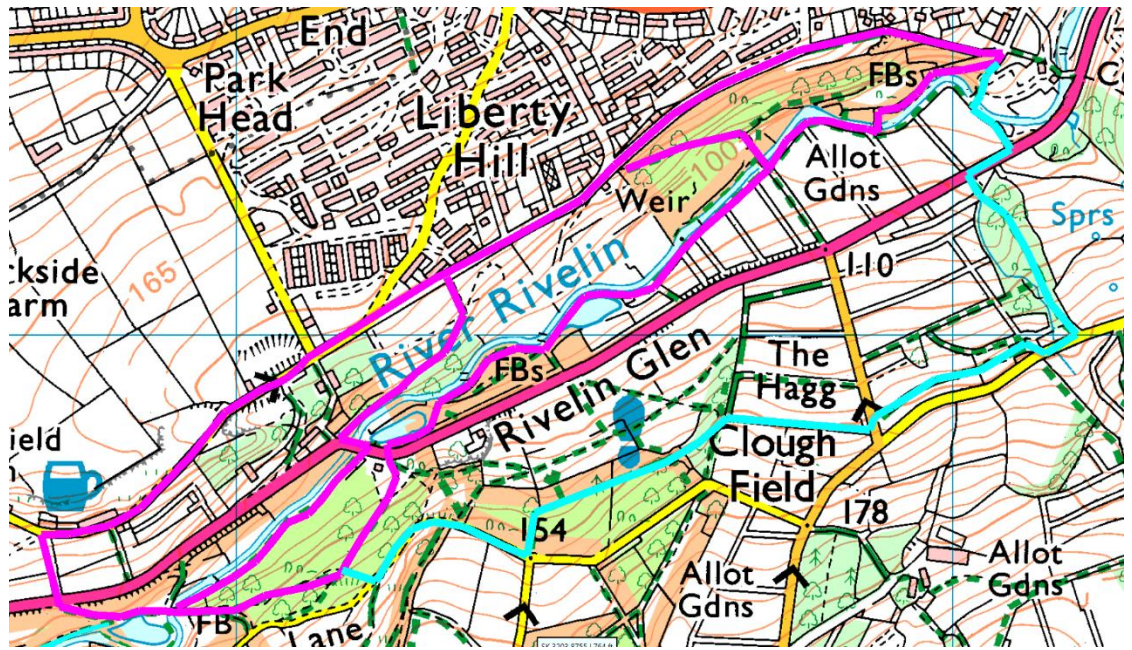 End
Park
Head
FBs
Liberty
Hill
Allot
Gdns
100
Weir
Sprs
ckside
arm
165
River Rivelin
110
The
Hagg
FBs
Rivelin Glen
ield
Clough
Field
154
178
Allot
Gdns
Allot
Gdns
FB
Lane